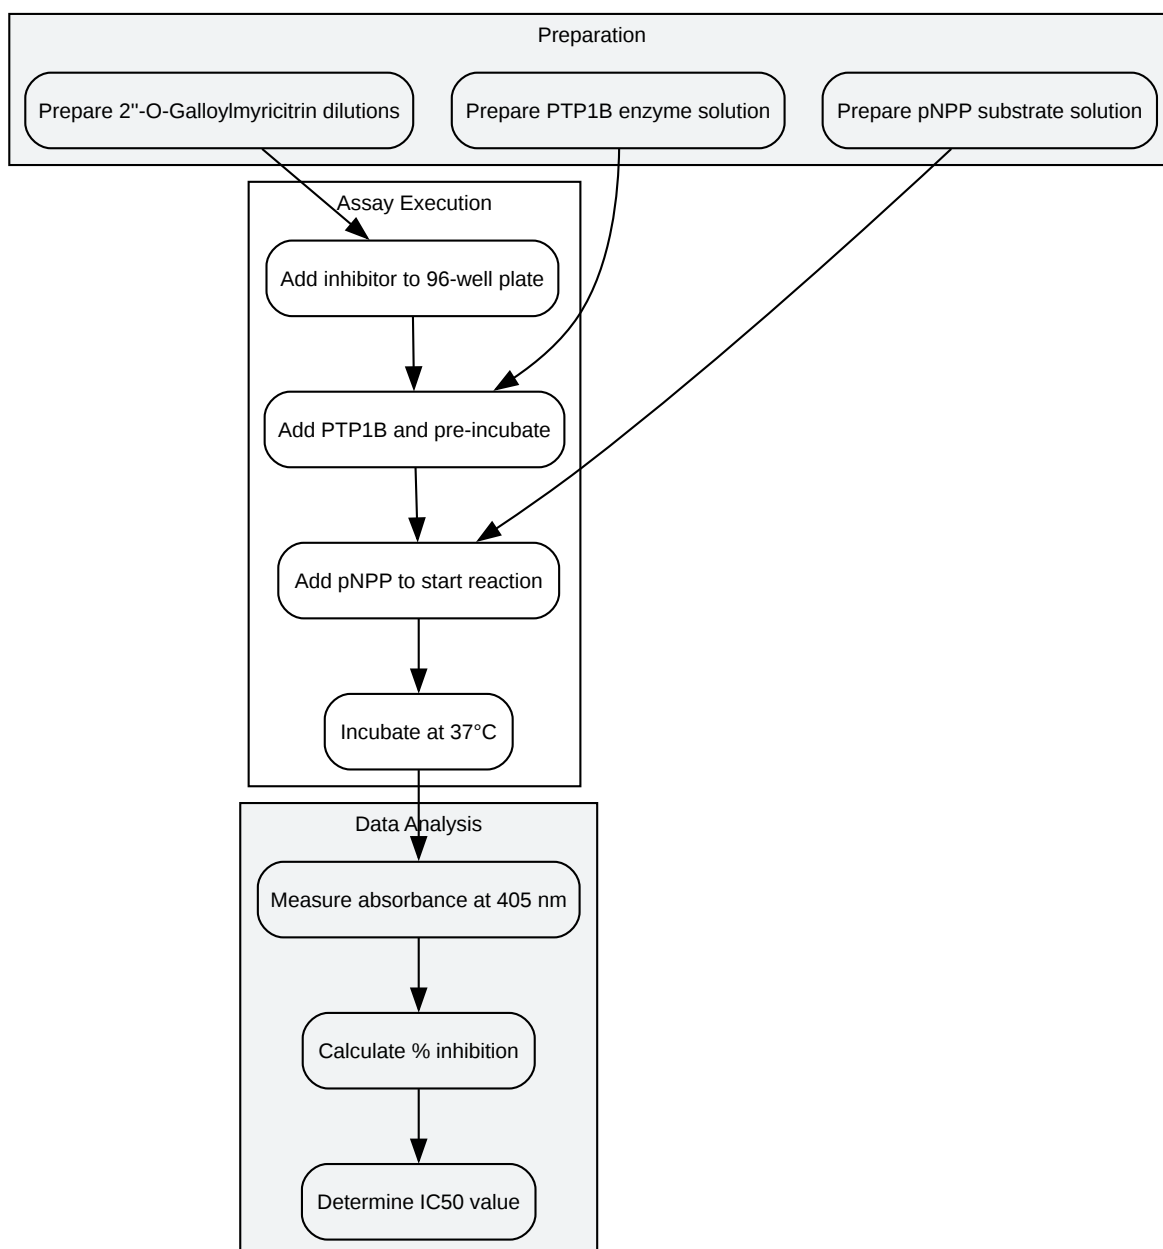 Preparation
Prepare 2"-O-Galloylmyricitrin dilutions
Prepare PTP1B enzyme solution
Prepare pNPP substrate solution
Assay Execution
Add inhibitor to 96-well plate
Add PTP1B and pre-incubate
Add pNPP to start reaction
Incubate at 37°C
Data Analysis
Measure absorbance at 405 nm
Calculate % inhibition
Determine IC50 value